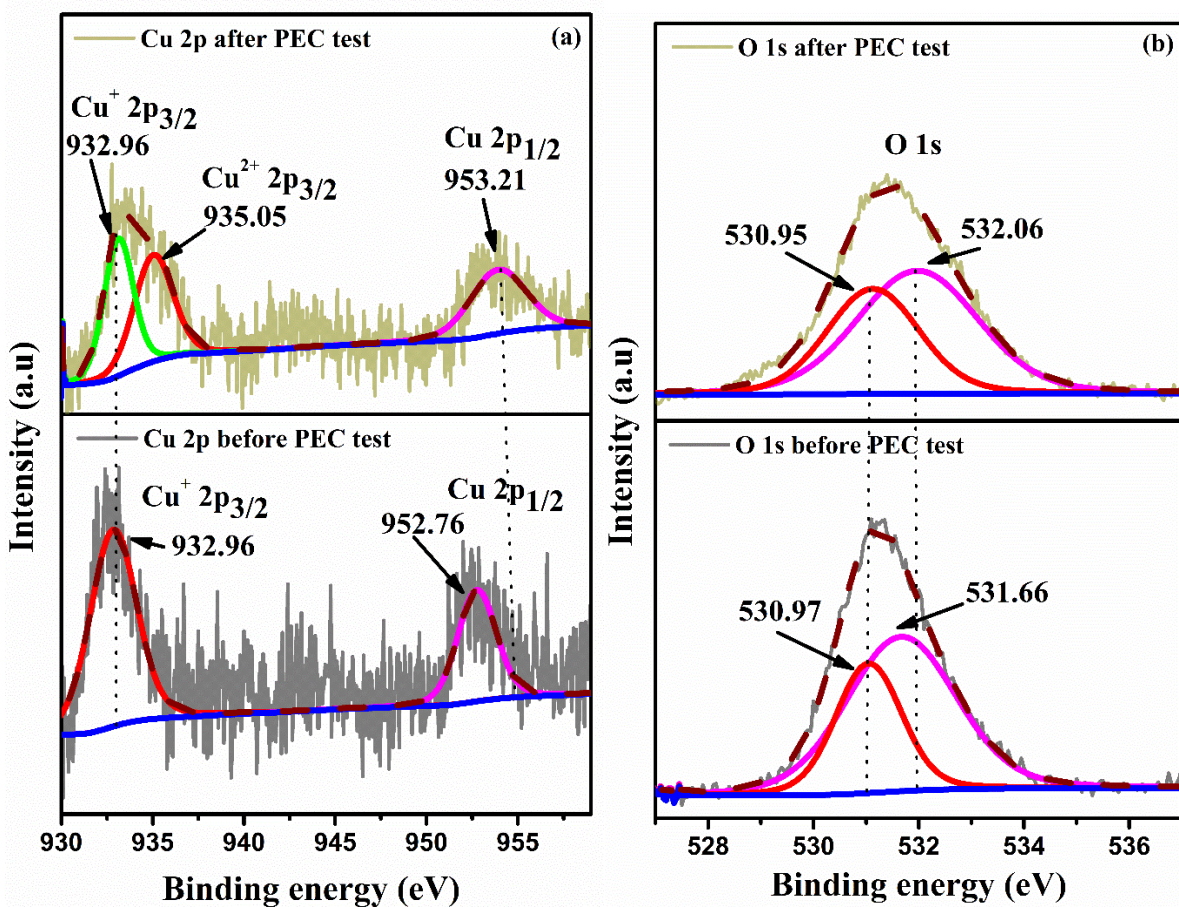 Cu 2p after PEC test
(a)
Cu⁺ 2p₃/₂
932.96
Cu²⁺ 2p₃/₂
935.05
Cu 2p₁/₂
953.21
Cu 2p before PEC test
Cu⁺ 2p₃/₂
932.96
Cu 2p₁/₂
952.76
Intensity (a.u)
930 935 940 945 950 955
Binding energy (eV)
O 1s after PEC test
(b)
O 1s
530.95
532.06
O 1s before PEC test
530.97
531.66
Intensity (a.u)
528 530 532 534 536
Binding energy (eV)